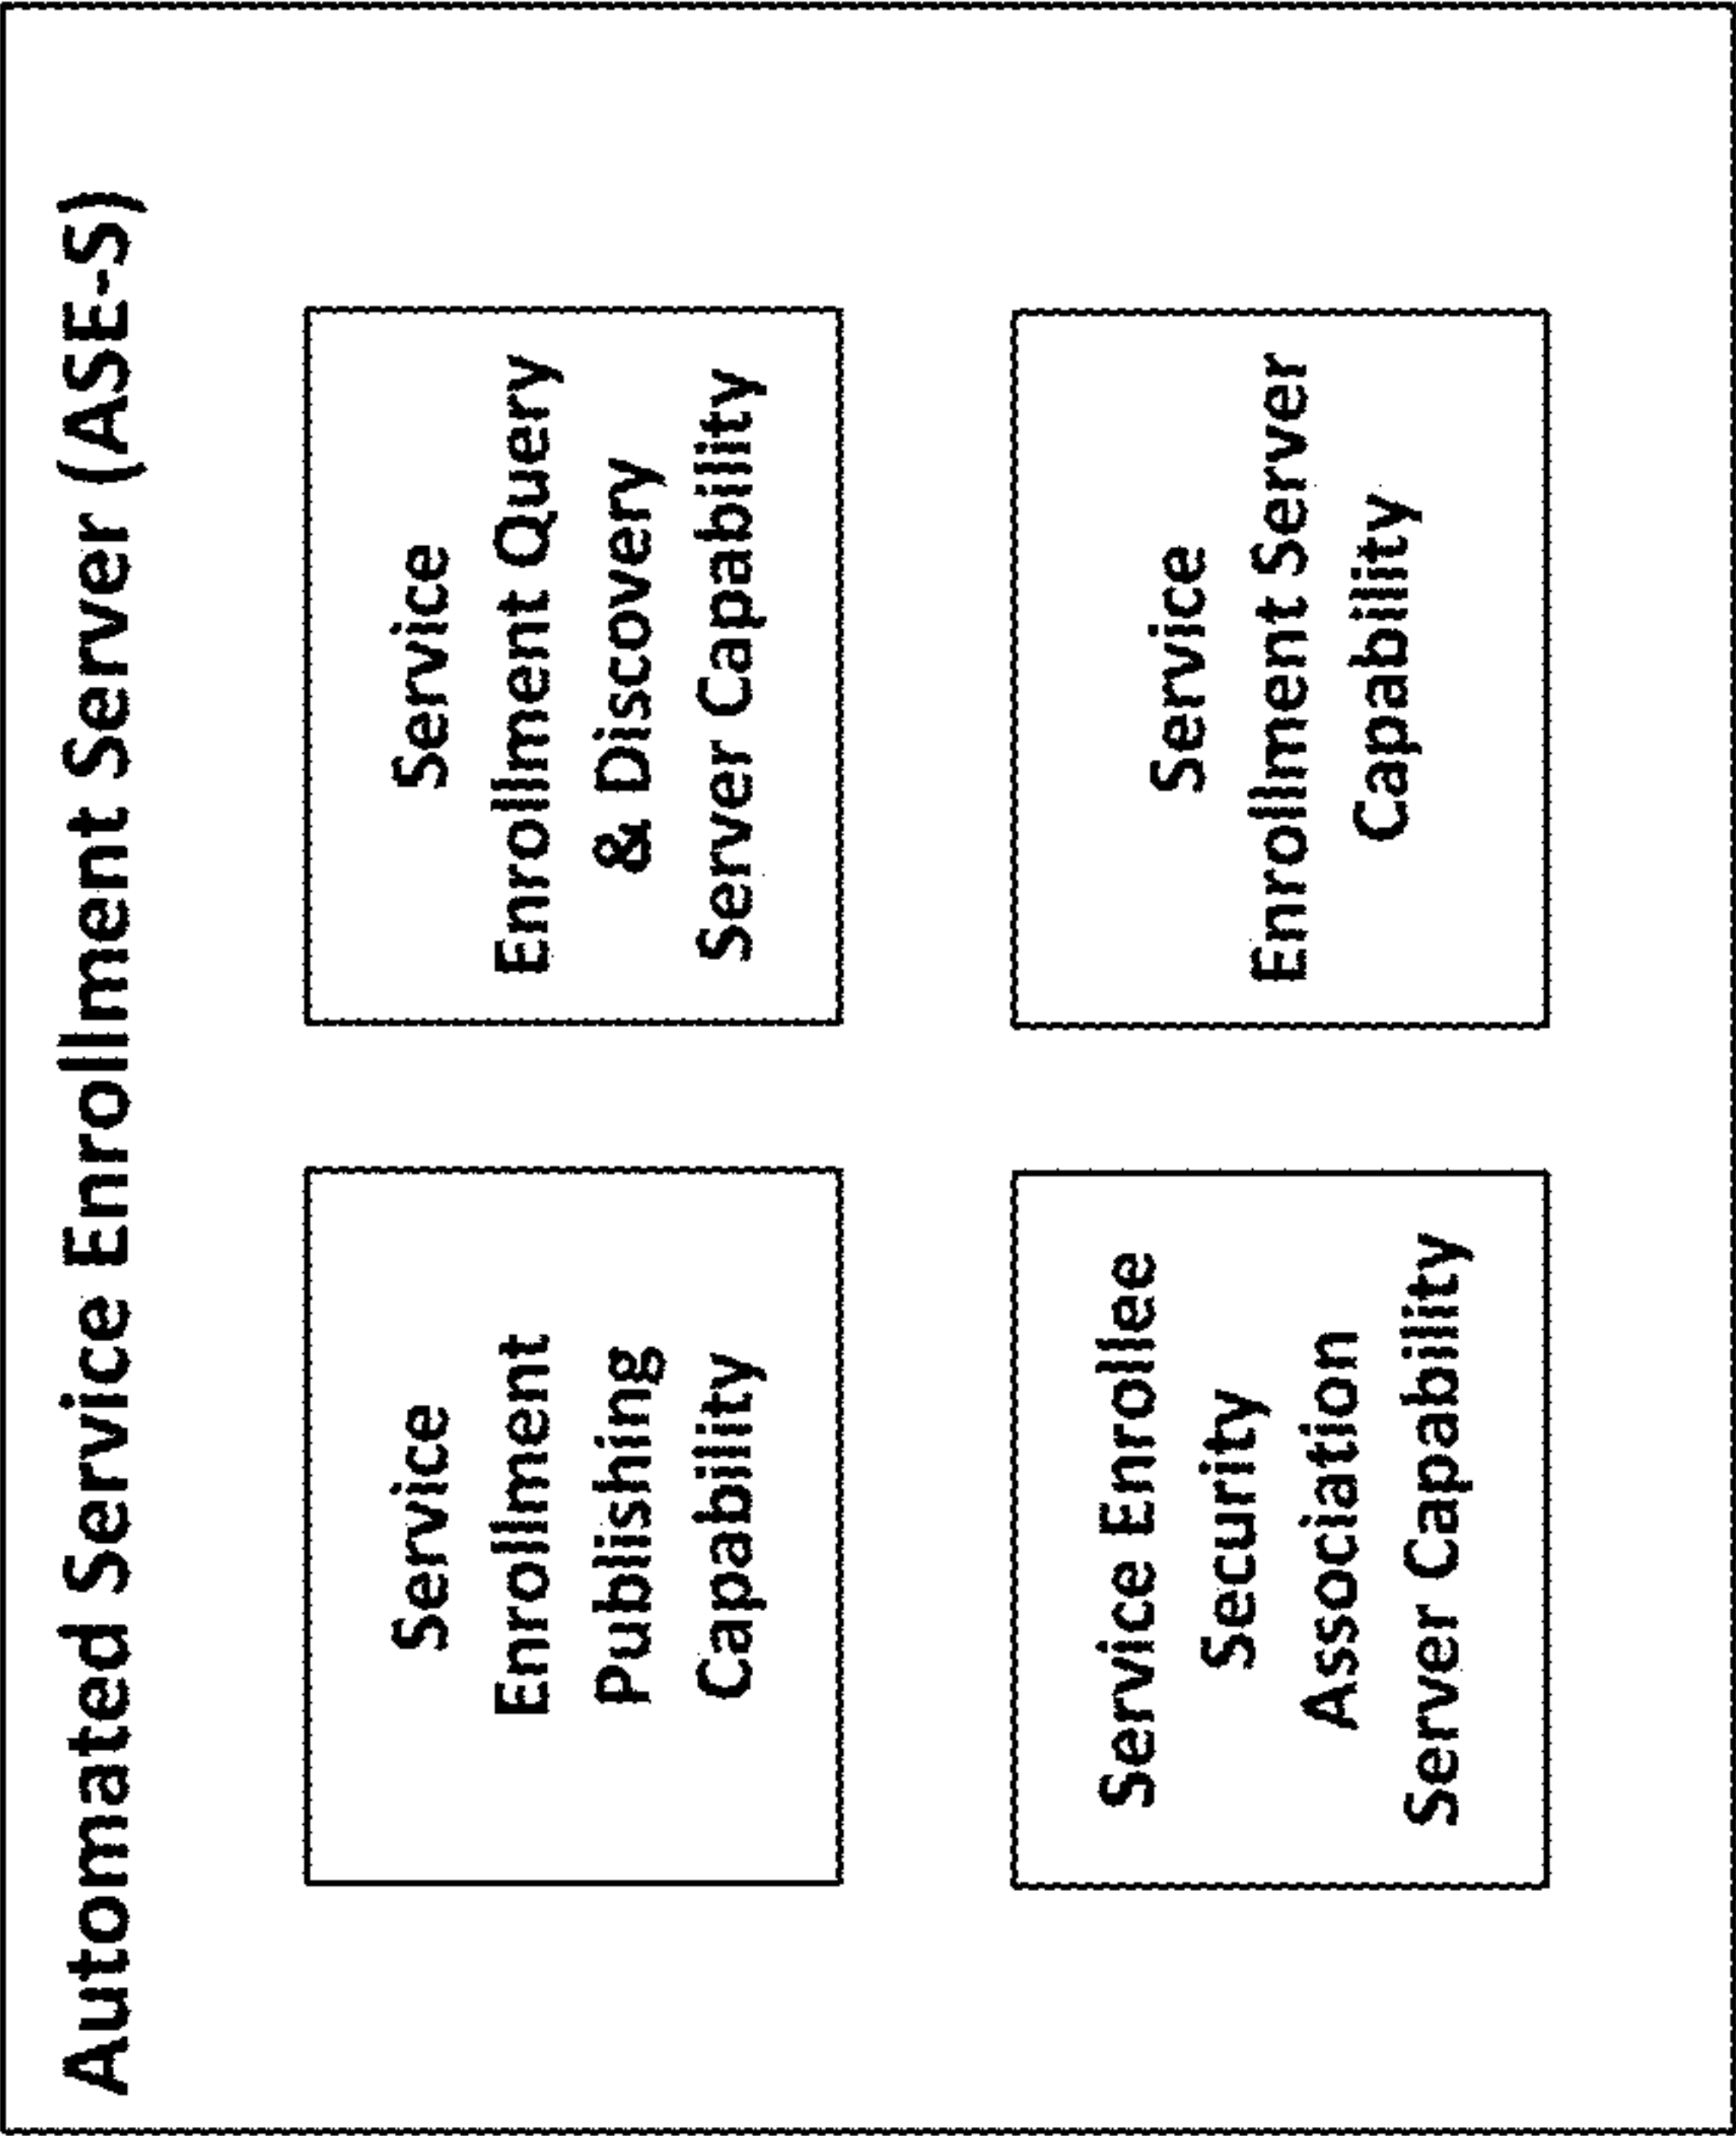 Automated Service Enrollment Server (ASE-S)
Service
Enrollment
Publishing
Capability
Service
Enrollment Query
& Discovery
Server Capability
Service Enrollee
Security
Association
Server Capability
Service
Enrollment Server
Capability